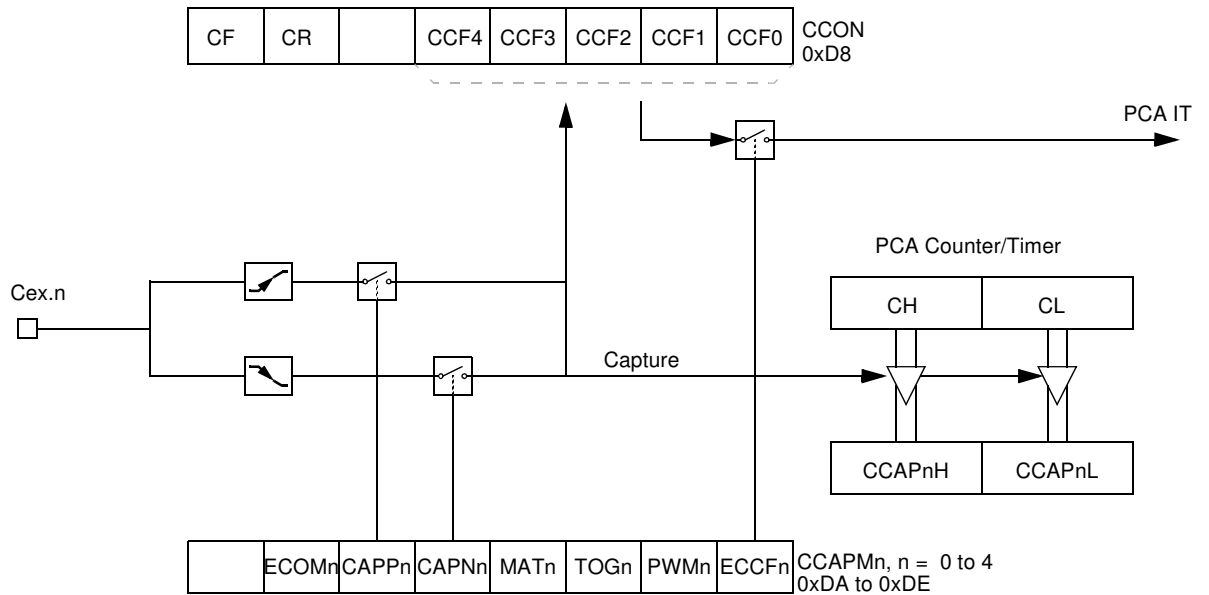 CF CR CCF4 CCF3 CCF2 CCF1 CCF0 CCON
0xD8
PCA IT
PCA Counter/Timer
Cex.n
CH CL
Capture
CCAPnH CCAPnL
ECOMn CAPPn CAPNn MATn TOGn PWMn ECCFn CCAPMn, n = 0 to 4
0xDA to 0xDE